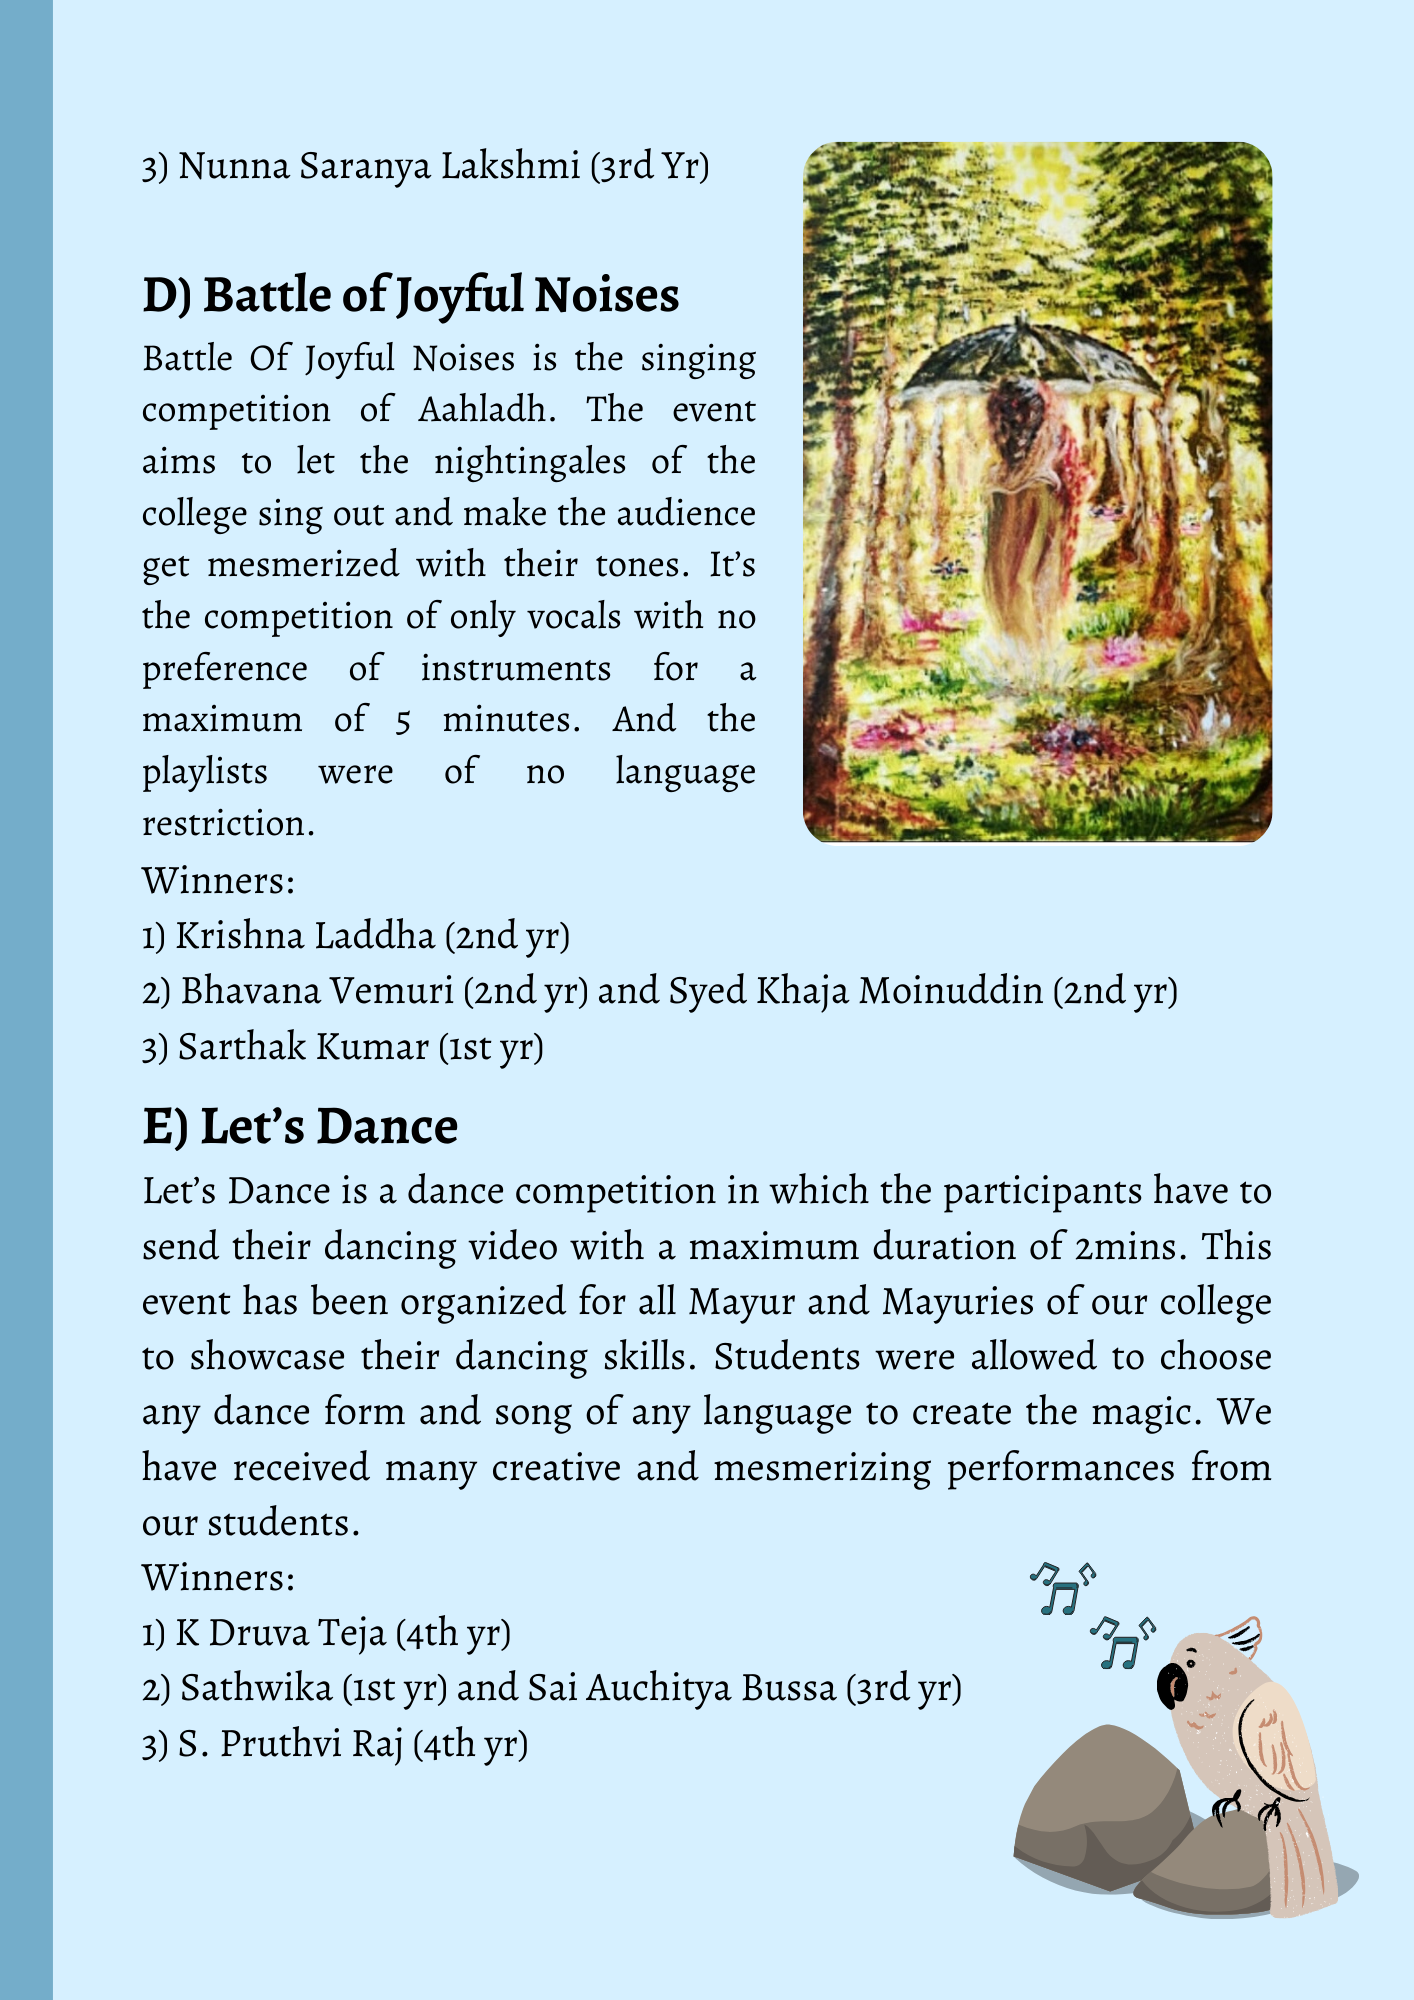 3) Nunna Saranya Lakshmi (3rd Yr)
D) Battle of Joyful Noises
Battle Of Joyful Noises is the singing
competition of Aahladh. The event
aims to let the nightingales of the
college sing out and make the audience
get mesmerized with their tones. It’s
the competition of only vocals with no
preference of instruments for a
maximum of 5 minutes. And the
playlists were of no language
restriction.
Winners:
1) Krishna Laddha (2nd yr)
2) Bhavana Vemuri (2nd yr) and Syed Khaja Moinuddin (2nd yr)
3) Sarthak Kumar (1st yr)
E) Let’s Dance
Let’s Dance is a dance competition in which the participants have to
send their dancing video with a maximum duration of 2mins. This
event has been organized for all Mayur and Mayuries of our college
to showcase their dancing skills. Students were allowed to choose
any dance form and song of any language to create the magic. We
have received many creative and mesmerizing performances from
our students.
Winners:
1) K Druva Teja (4th yr)
2) Sathwika (1st yr) and Sai Auchitya Bussa (3rd yr)
3) S. Pruthvi Raj (4th yr)